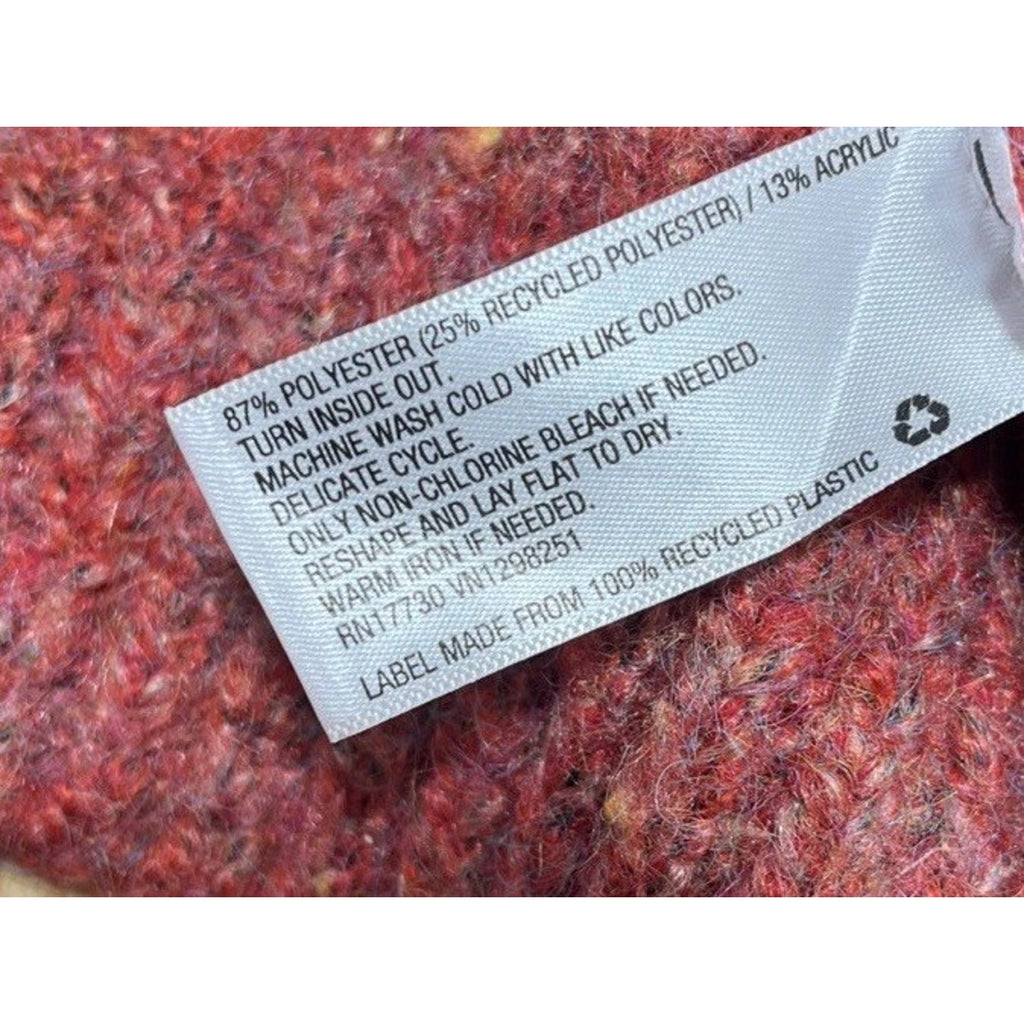 87% POLYESTER (25% RECYCLED POLYESTER) / 13% ACRYLIC
TURN INSIDE OUT.
MACHINE WASH COLD WITH LIKE COLORS.
DELICATE CYCLE.
ONLY NON-CHLORINE BLEACH IF NEEDED.
RESHAPE AND LAY FLAT TO DRY.
WARM IRON IF NEEDED.
RN17730 VN1298251
LABEL MADE FROM 100% RECYCLED PLASTIC